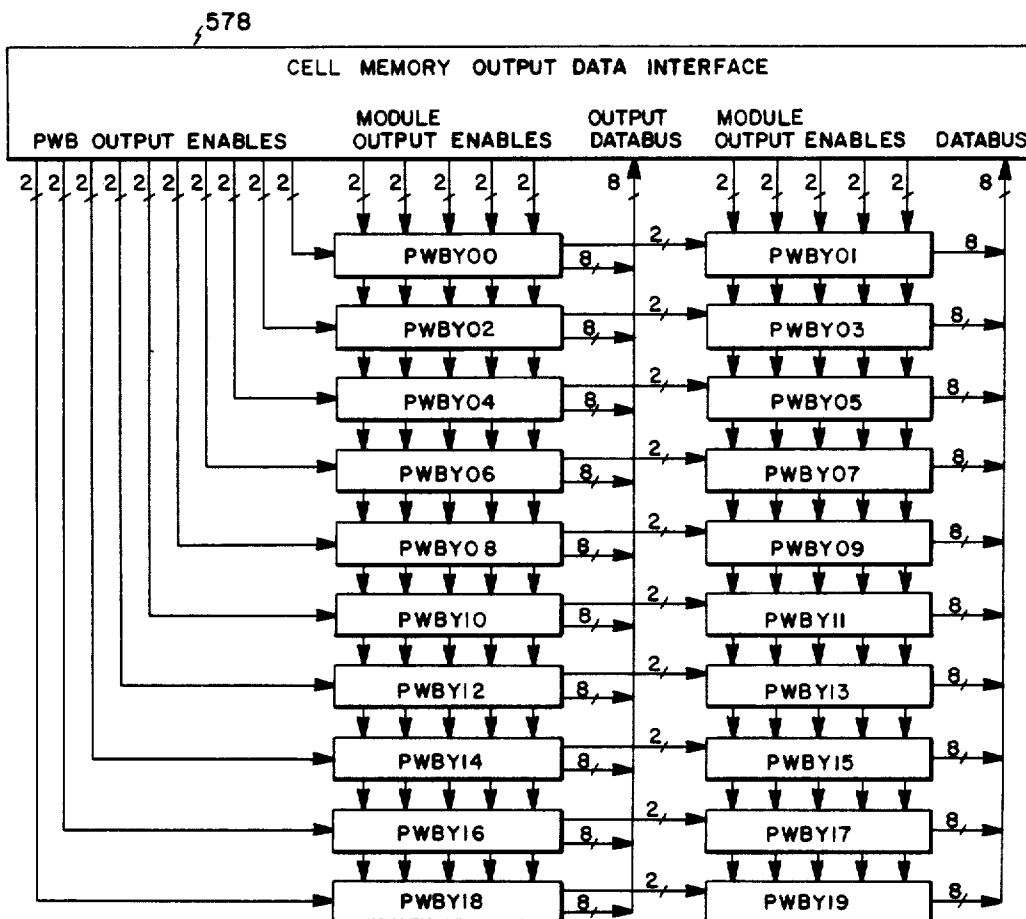 578
CELL MEMORY OUTPUT DATA INTERFACE
PWB OUTPUT ENABLES
MODULE
OUTPUT ENABLES
OUTPUT
DATABUS
MODULE
OUTPUT ENABLES
DATABUS
2 2 2 2 2 2 2 2 2 2 2 2 2 2 8 2 2 2 2 2 8
PWBY00 2 8 PWBY01 8
PWBY02 2 8 PWBY03 8
PWBY04 2 8 PWBY05 8
PWBY06 2 8 PWBY07 8
PWBY08 2 8 PWBY09 8
PWBY10 2 8 PWBY11 8
PWBY12 2 8 PWBY13 8
PWBY14 2 8 PWBY15 8
PWBY16 2 8 PWBY17 8
PWBY18 2 8 PWBY19 8